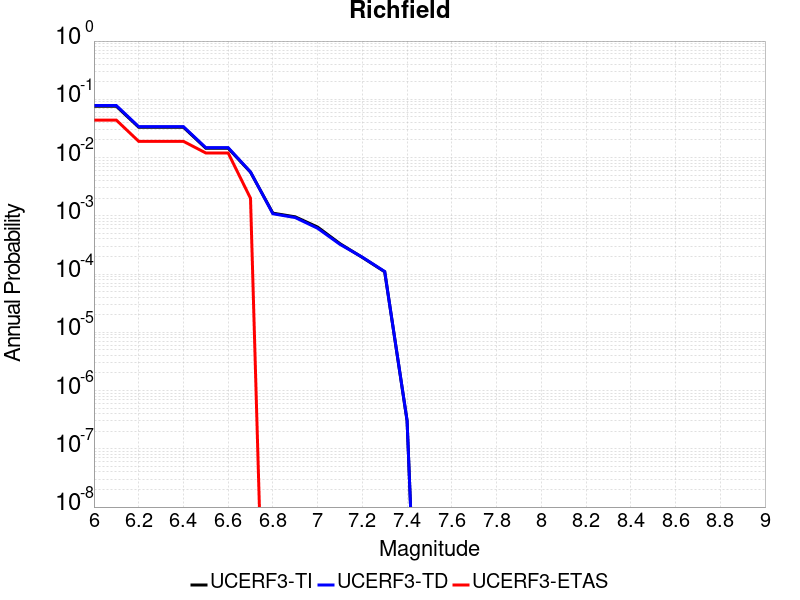 Richfield
10^0
10^-1
10^-2
10^-3
10^-4
10^-5
10^-6
10^-7
10^-8
Annual Probability
6 6.2 6.4 6.6 6.8 7 7.2 7.4 7.6 7.8 8 8.2 8.4 8.6 8.8 9
Magnitude
UCERF3-TI UCERF3-TD UCERF3-ETAS